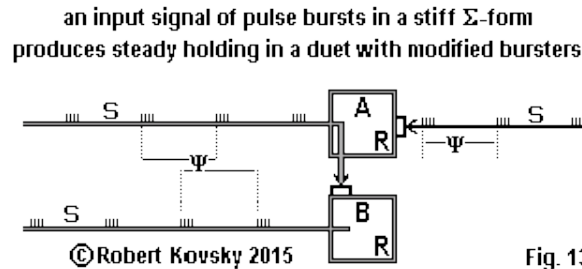 an input signal of pulse bursts in a stiff Σ-form
produces steady holding in a duet with modified bursters
S A S
R Ψ
Ψ
S B
R
©Robert Kovsky 2015 Fig. 13